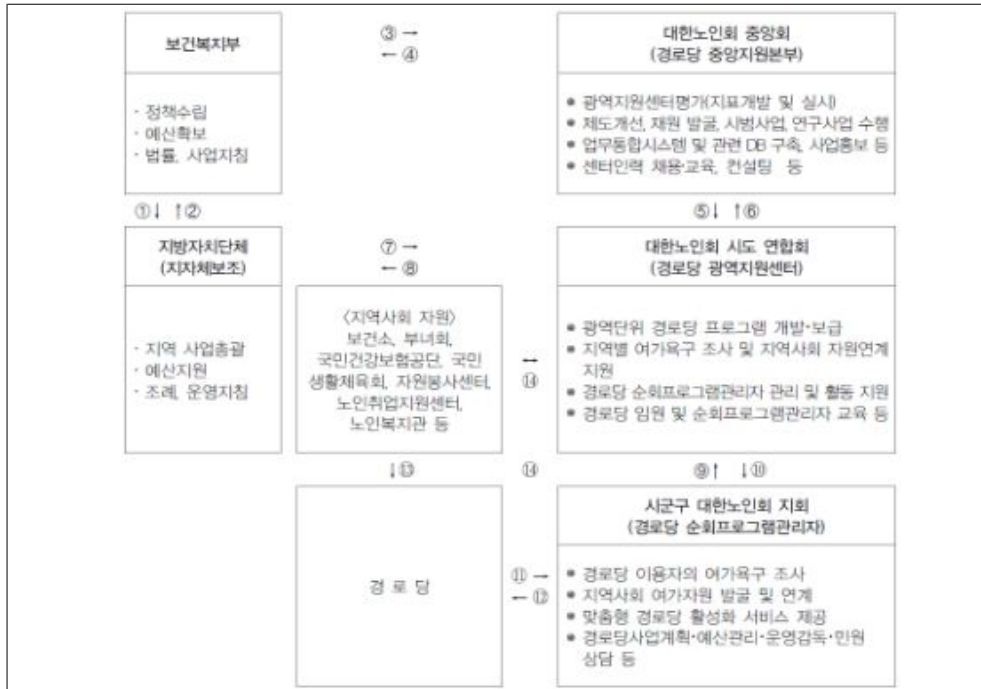 보건복지부
- 정책수립
- 예산확보
- 법률, 사업지침
③ →
← ④
대한노인회 중앙회
(경로당 중앙지원본부)
● 광역지원센터평가(지표개발 및 실시)
● 제도개선, 재원 발굴, 시범사업, 연구사업 수행
● 업무통합시스템 및 관련 DB 구축, 사업홍보 등
● 센터인력 채용·교육, 컨설팅 등
①↓ ↑②
⑤↓ ↑⑥
지방자치단체
(지자체보조)
- 지역 사업총괄
- 예산지원
- 조례, 운영지침
⑦ →
← ⑧
<지역사회 자원>
보건소, 부녀회,
국민건강보험공단, 국민
생활체육회, 자원봉사센터,
노인취업지원센터,
노인복지관 등
↔
⑭
대한노인회 시도 연합회
(경로당 광역지원센터)
● 광역단위 경로당 프로그램 개발·보급
● 지역별 여가욕구 조사 및 지역사회 자원연계
지원
● 경로당 순회프로그램관리자 관리 및 활동 지원
● 경로당 임원 및 순회프로그램관리자 교육 등
↓⑬
⑭
⑨↑ ↓⑩
경 로 당
⑪ →
← ⑫
시군구 대한노인회 지회
(경로당 순회프로그램관리자)
● 경로당 이용자의 여가욕구 조사
● 지역사회 여가자원 발굴 및 연계
● 맞춤형 경로당 활성화 서비스 제공
● 경로당사업계획·예산관리·운영감독·민원
상담 등